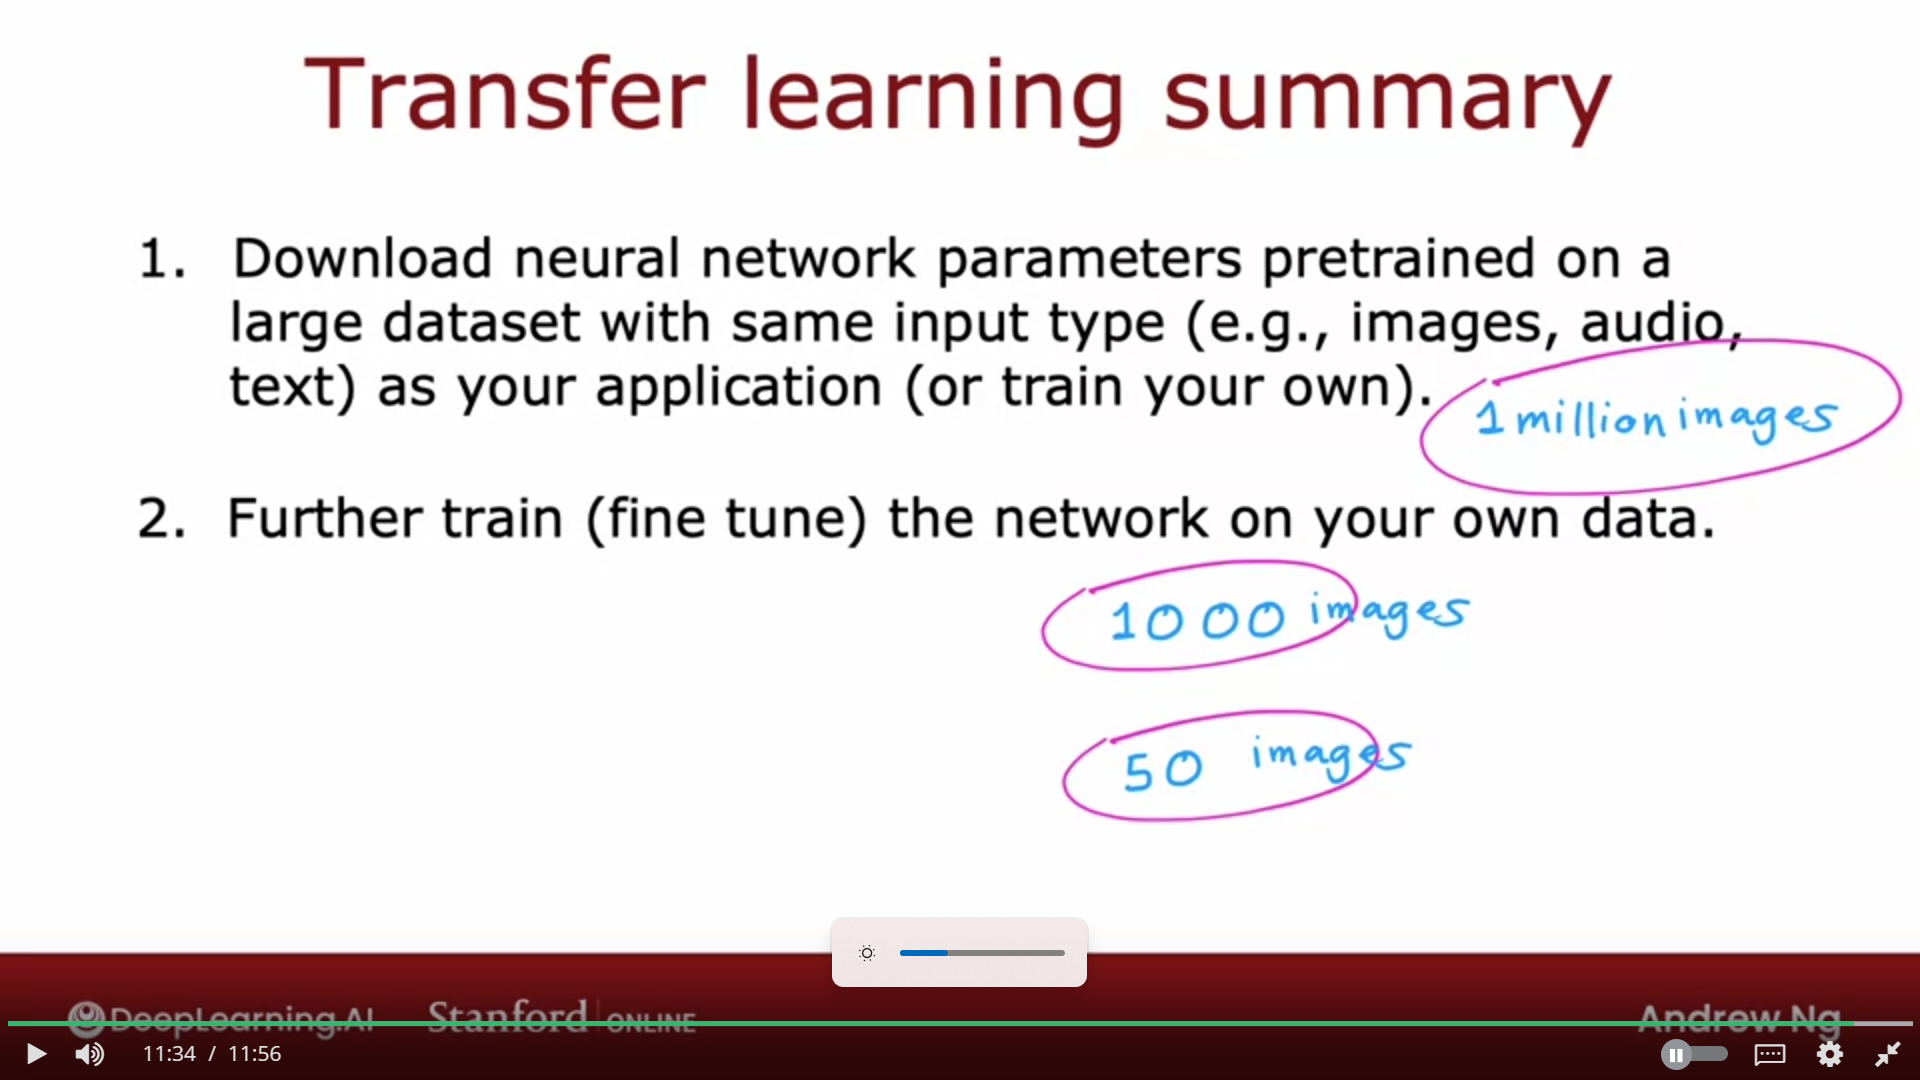 Transfer learning summary
1. Download neural network parameters pretrained on a
large dataset with same input type (e.g., images, audio,
text) as your application (or train your own).
1 million images
2. Further train (fine tune) the network on your own data.
1000 images
50 images
DeepLearning.AI Stanford ONLINE Andrew Ng
11:34 / 11:56